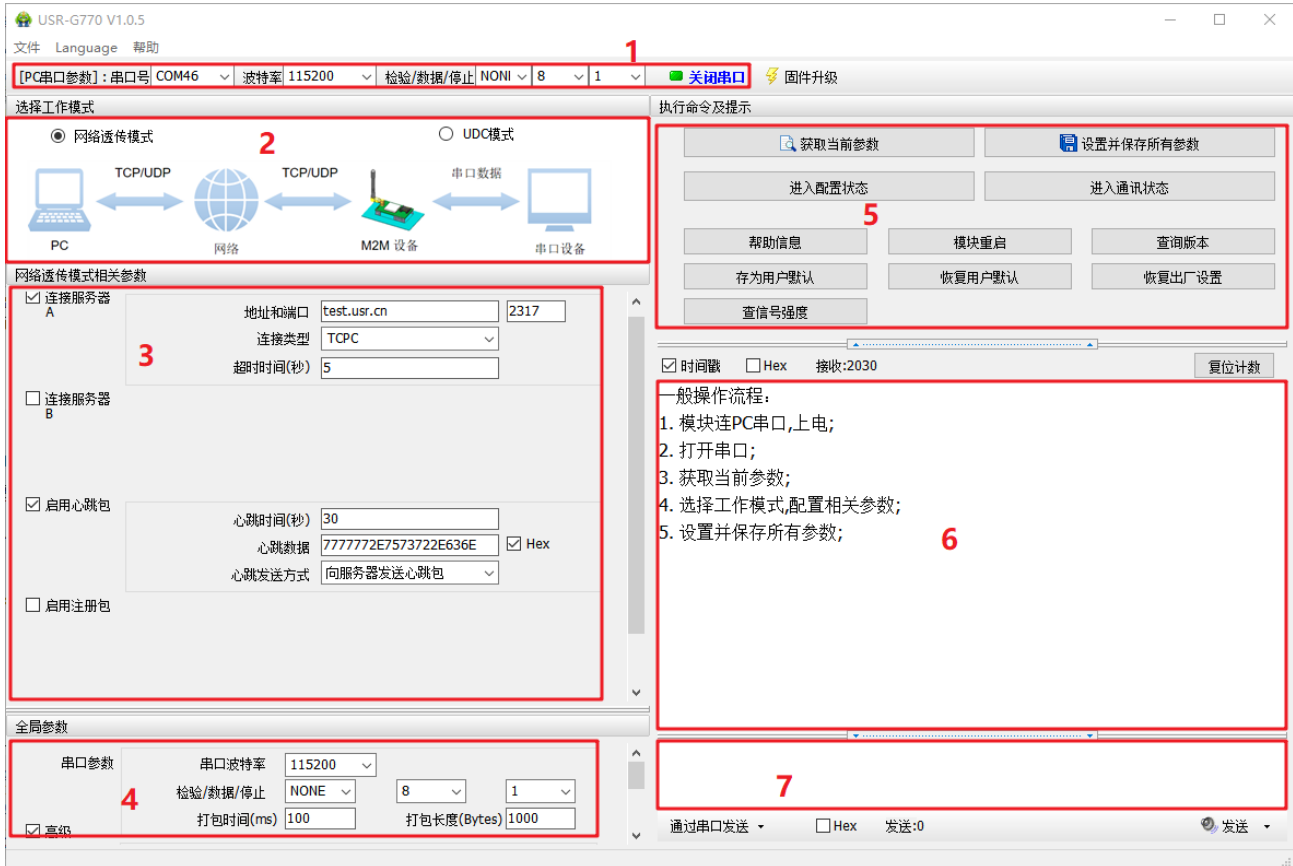 USR-G770 V1.0.5
文件 Language 帮助
1
[PC串口参数]：串口号 COM46 波特率 115200 检验/数据/停止 NONI 8 1 关闭串口 固件升级
选择工作模式
网络透传模式 2 UDC模式
TCP/UDP TCP/UDP 串口数据
PC 网络 M2M 设备 串口设备
网络透传模式相关参数
连接服务器
A
地址和端口 test.usr.cn 2317
3 连接类型 TCPC
超时时间(秒) 5
连接服务器
B
启用心跳包
心跳时间(秒) 30
心跳数据 7777772E7573722E636E Hex
心跳发送方式 向服务器发送心跳包
启用注册包
全局参数
串口参数 串口波特率 115200
4 检验/数据/停止 NONE 8 1
打包时间(ms) 100 打包长度(Bytes) 1000
高级
执行命令及提示
获取当前参数 设置并保存所有参数
进入配置状态 进入通讯状态
5
帮助信息 模块重启 查询版本
存为用户默认 恢复用户默认 恢复出厂设置
查信号强度
时间戳 Hex 接收:2030 复位计数
一般操作流程：
1. 模块连PC串口,上电;
2. 打开串口;
3. 获取当前参数;
4. 选择工作模式,配置相关参数;
5. 设置并保存所有参数;
6
7
通过串口发送 Hex 发送:0 发送